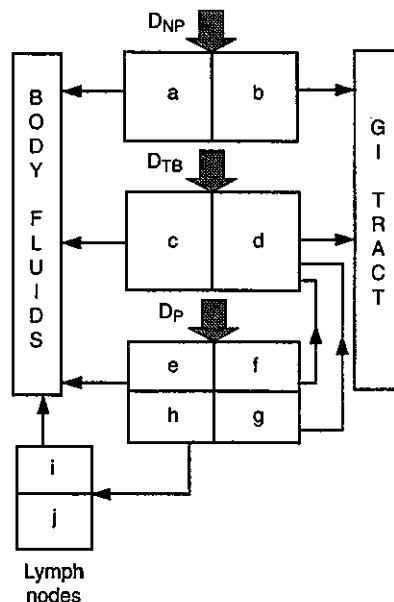 D_NP
BODY FLUIDS
a
b
GI TRACT
D_TB
c
d
D_P
e
f
h
g
i
j
Lymph
nodes